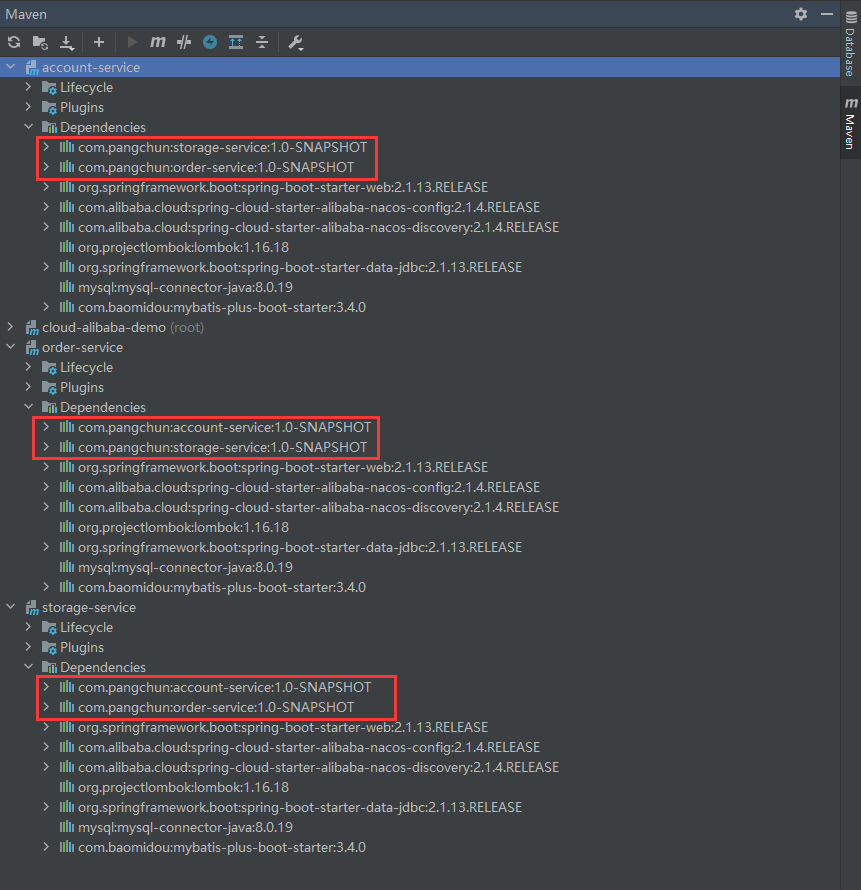 Maven
account-service
Lifecycle
Plugins
Dependencies
com.pangchun:storage-service:1.0-SNAPSHOT
com.pangchun:order-service:1.0-SNAPSHOT
org.springframework.boot:spring-boot-starter-web:2.1.13.RELEASE
com.alibaba.cloud:spring-cloud-starter-alibaba-nacos-config:2.1.4.RELEASE
com.alibaba.cloud:spring-cloud-starter-alibaba-nacos-discovery:2.1.4.RELEASE
org.projectlombok:lombok:1.16.18
org.springframework.boot:spring-boot-starter-data-jdbc:2.1.13.RELEASE
mysql:mysql-connector-java:8.0.19
com.baomidou:mybatis-plus-boot-starter:3.4.0
cloud-alibaba-demo (root)
order-service
Lifecycle
Plugins
Dependencies
com.pangchun:account-service:1.0-SNAPSHOT
com.pangchun:storage-service:1.0-SNAPSHOT
org.springframework.boot:spring-boot-starter-web:2.1.13.RELEASE
com.alibaba.cloud:spring-cloud-starter-alibaba-nacos-config:2.1.4.RELEASE
com.alibaba.cloud:spring-cloud-starter-alibaba-nacos-discovery:2.1.4.RELEASE
org.projectlombok:lombok:1.16.18
org.springframework.boot:spring-boot-starter-data-jdbc:2.1.13.RELEASE
mysql:mysql-connector-java:8.0.19
com.baomidou:mybatis-plus-boot-starter:3.4.0
storage-service
Lifecycle
Plugins
Dependencies
com.pangchun:account-service:1.0-SNAPSHOT
com.pangchun:order-service:1.0-SNAPSHOT
org.springframework.boot:spring-boot-starter-web:2.1.13.RELEASE
com.alibaba.cloud:spring-cloud-starter-alibaba-nacos-config:2.1.4.RELEASE
com.alibaba.cloud:spring-cloud-starter-alibaba-nacos-discovery:2.1.4.RELEASE
org.projectlombok:lombok:1.16.18
org.springframework.boot:spring-boot-starter-data-jdbc:2.1.13.RELEASE
mysql:mysql-connector-java:8.0.19
com.baomidou:mybatis-plus-boot-starter:3.4.0
Database
Maven